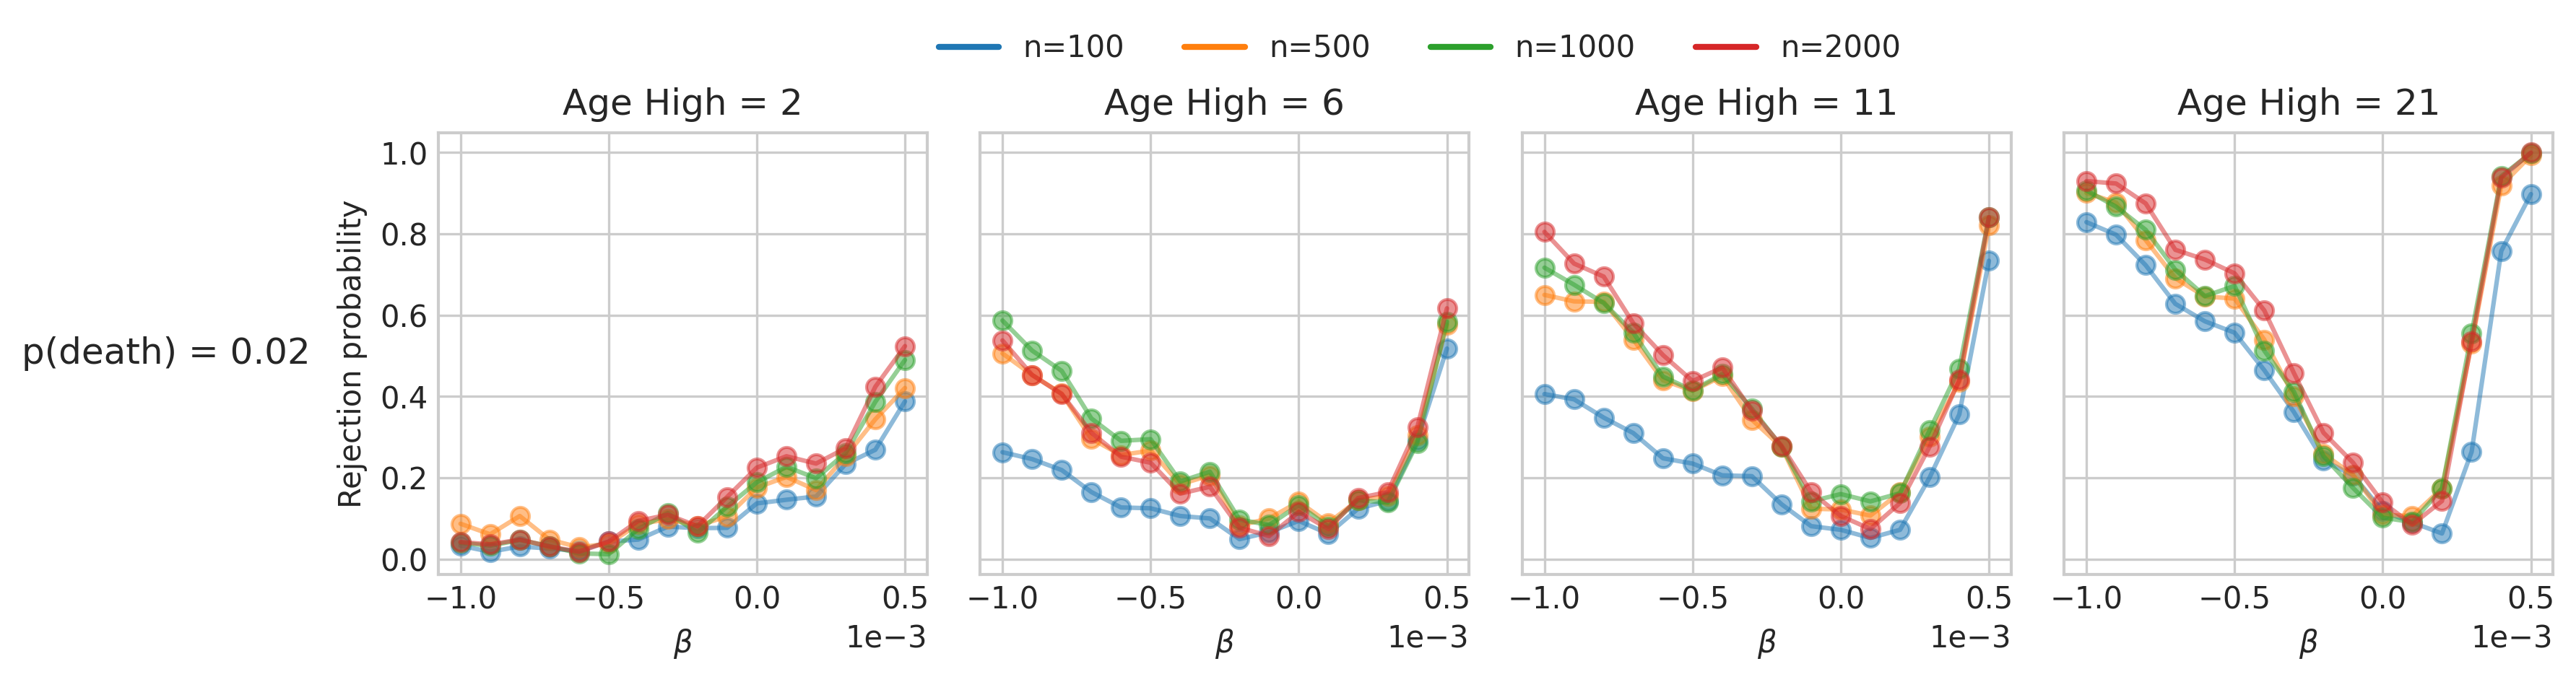 n=100 n=500 n=1000 n=2000
Age High = 2 Age High = 6 Age High = 11 Age High = 21
p(death) = 0.02
Rejection probability
1.0
0.8
0.6
0.4
0.2
0.0
−1.0 −0.5 0.0 0.5 −1.0 −0.5 0.0 0.5 −1.0 −0.5 0.0 0.5 −1.0 −0.5 0.0 0.5
β 1e−3 β 1e−3 β 1e−3 β 1e−3